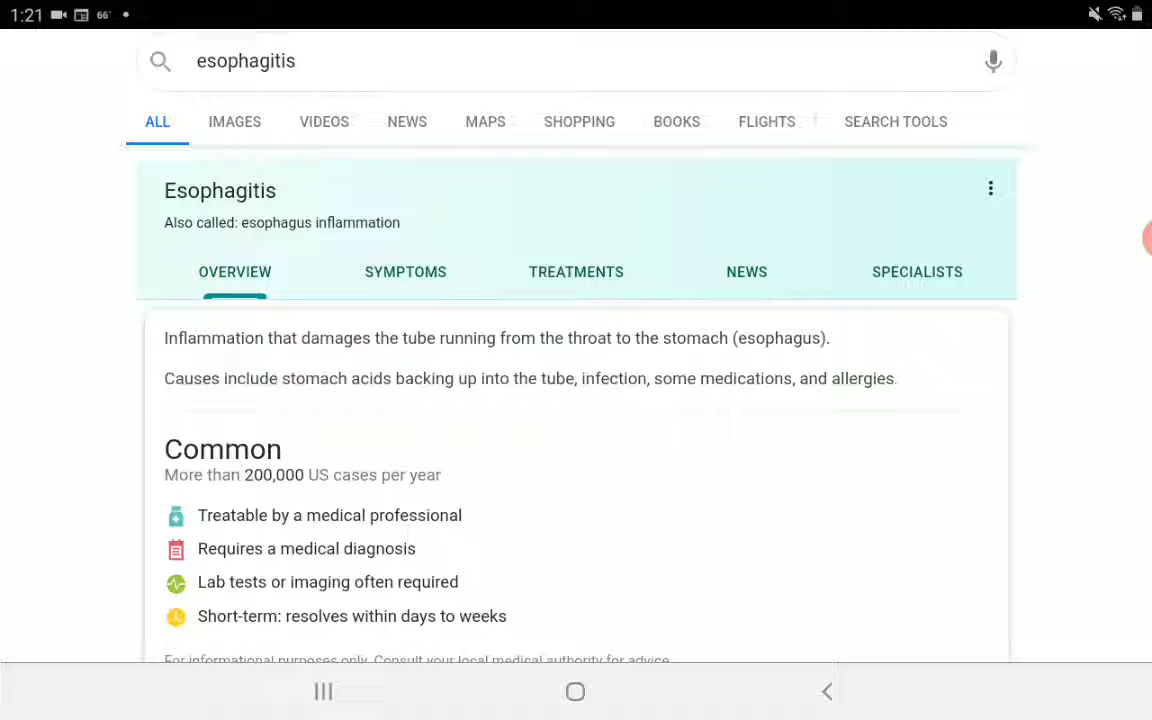 1:21 66°
esophagitis
ALL IMAGES VIDEOS NEWS MAPS SHOPPING BOOKS FLIGHTS SEARCH TOOLS
Esophagitis
Also called: esophagus inflammation
OVERVIEW SYMPTOMS TREATMENTS NEWS SPECIALISTS
Inflammation that damages the tube running from the throat to the stomach (esophagus).
Causes include stomach acids backing up into the tube, infection, some medications, and allergies.
Common
More than 200,000 US cases per year
Treatable by a medical professional
Requires a medical diagnosis
Lab tests or imaging often required
Short-term: resolves within days to weeks
For informational purposes only. Consult your local medical authority for advice.